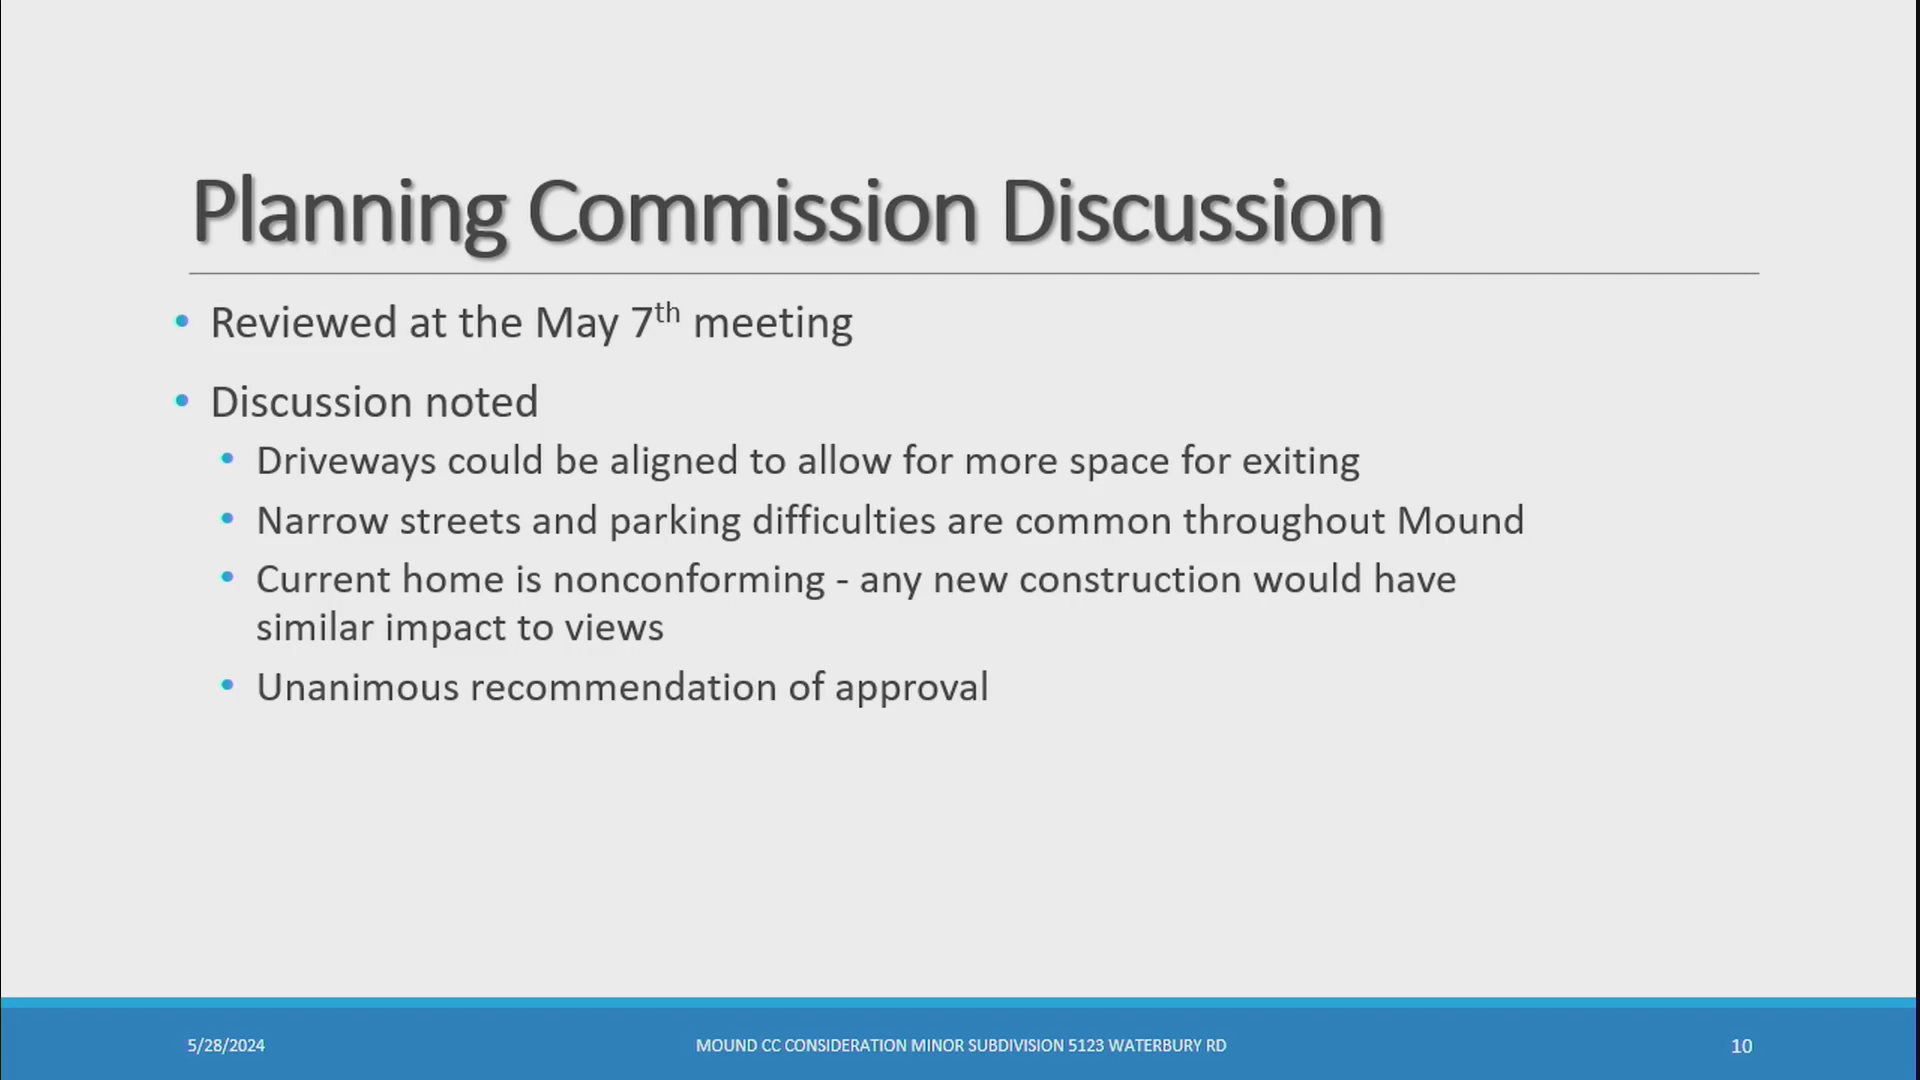 Planning Commission Discussion
• Reviewed at the May 7th meeting
• Discussion noted
• Driveways could be aligned to allow for more space for exiting
• Narrow streets and parking difficulties are common throughout Mound
• Current home is nonconforming - any new construction would have
similar impact to views
• Unanimous recommendation of approval
5/28/2024
MOUND CC CONSIDERATION MINOR SUBDIVISION 5123 WATERBURY RD
10